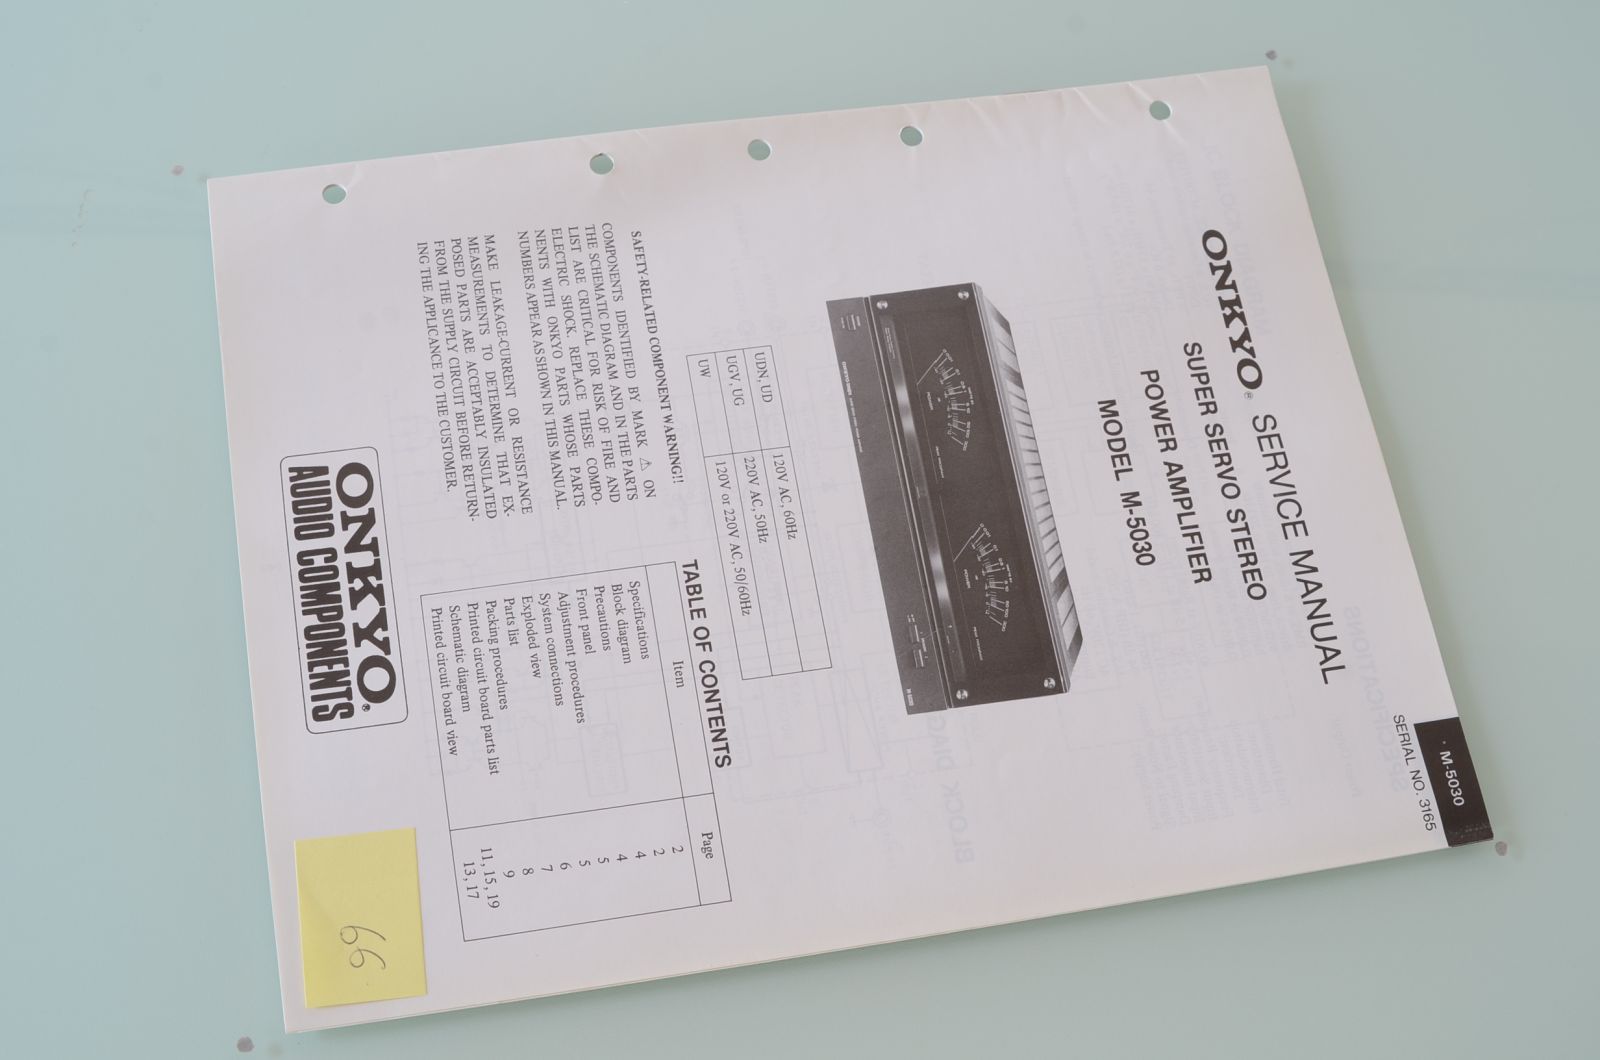 M-5030
SERIAL NO. 3165
ONKYO® SERVICE MANUAL
SUPER SERVO STEREO
POWER AMPLIFIER
MODEL M-5030
UDN, UD 120V AC, 60Hz
UGV, UG 220V AC, 50Hz
UW 120V or 220V AC, 50/60Hz
SAFETY-RELATED COMPONENT WARNING!!
COMPONENTS IDENTIFIED BY MARK ⚠ ON
THE SCHEMATIC DIAGRAM AND IN THE PARTS
LIST ARE CRITICAL FOR RISK OF FIRE AND
ELECTRIC SHOCK. REPLACE THESE COMPO-
NENTS WITH ONKYO PARTS WHOSE PARTS
NUMBERS APPEAR AS SHOWN IN THIS MANUAL.
MAKE LEAKAGE-CURRENT OR RESISTANCE
MEASUREMENTS TO DETERMINE THAT EX-
POSED PARTS ARE ACCEPTABLY INSULATED
FROM THE SUPPLY CIRCUIT BEFORE RETURN-
ING THE APPLICANCE TO THE CUSTOMER.
TABLE OF CONTENTS
Item Page
Specifications 2
Block diagram 2
Precautions 4
Front panel 4
Adjustment procedures 5
System connections 5
Exploded view 6
Parts list 7
Packing procedures 8
Printed circuit board parts list 9
Schematic diagram 11, 15, 19
Printed circuit board view 13, 17
ONKYO®
AUDIO COMPONENTS